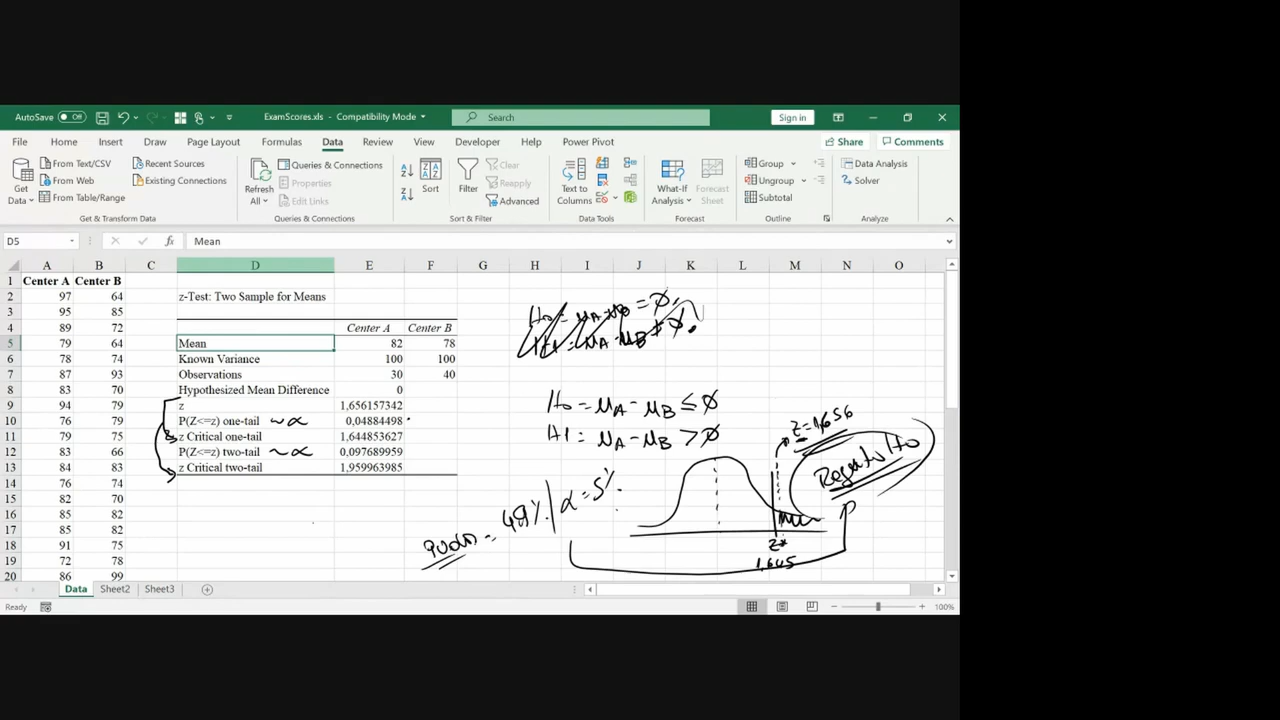 AutoSave Off ExamScores.xls - Compatibility Mode Search Sign in
File Home Insert Draw Page Layout Formulas Data Review View Developer Help Power Pivot Share Comments
Get Data
From Text/CSV
From Web
From Table/Range
Recent Sources
Existing Connections
Get & Transform Data
Refresh All
Queries & Connections
Properties
Edit Links
Queries & Connections
Sort
Filter
Clear
Reapply
Advanced
Sort & Filter
Text to Columns
Data Tools
What-If Analysis
Forecast Sheet
Forecast
Group
Ungroup
Subtotal
Outline
Data Analysis
Solver
Analyze
D5 fx Mean
A B C D E F G H I J K L M N O
1 Center A Center B
2 97 64 z-Test: Two Sample for Means
3 95 85
4 89 72 Center A Center B
5 79 64 Mean 82 78
6 78 74 Known Variance 100 100
7 87 93 Observations 30 40
8 83 70 Hypothesized Mean Difference 0
9 94 79 z 1,656157342
10 76 79 P(Z<=z) one-tail ~α 0,04884498
11 79 75 z Critical one-tail 1,644853627
12 83 66 P(Z<=z) two-tail ~α 0,097689959
13 84 83 z Critical two-tail 1,959963985
14 76 74
15 82 70
16 85 82
17 85 82
18 91 75
19 72 78
20 86 99
H0 = μA - μB ≤ 0
H1 = μA - μB > 0
z = 1,656
α = 5%
z*
1,645
Data Sheet2 Sheet3
Ready 100%